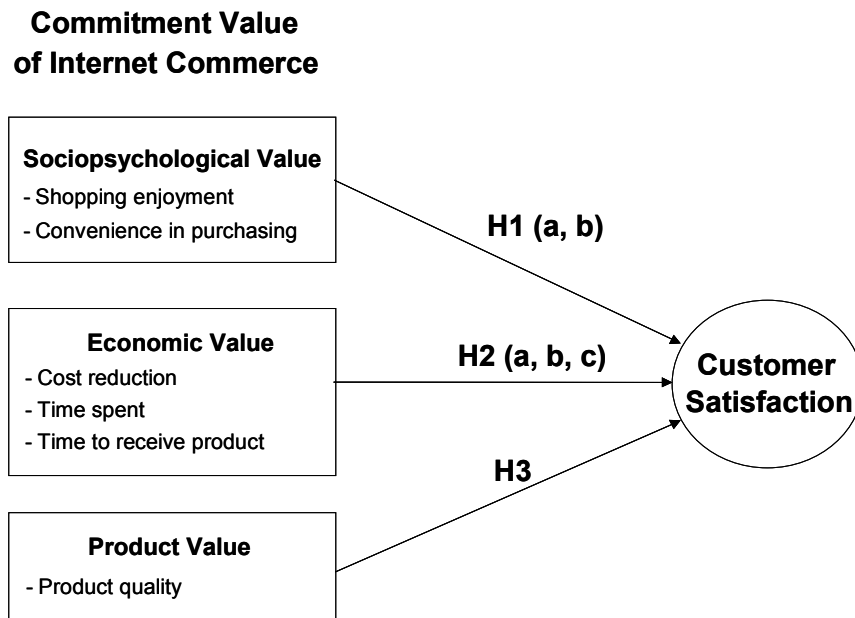 Commitment Value
of Internet Commerce
Sociopsychological Value
- Shopping enjoyment
- Convenience in purchasing
H1 (a, b)
Economic Value
- Cost reduction
- Time spent
- Time to receive product
H2 (a, b, c)
Customer
Satisfaction
H3
Product Value
- Product quality